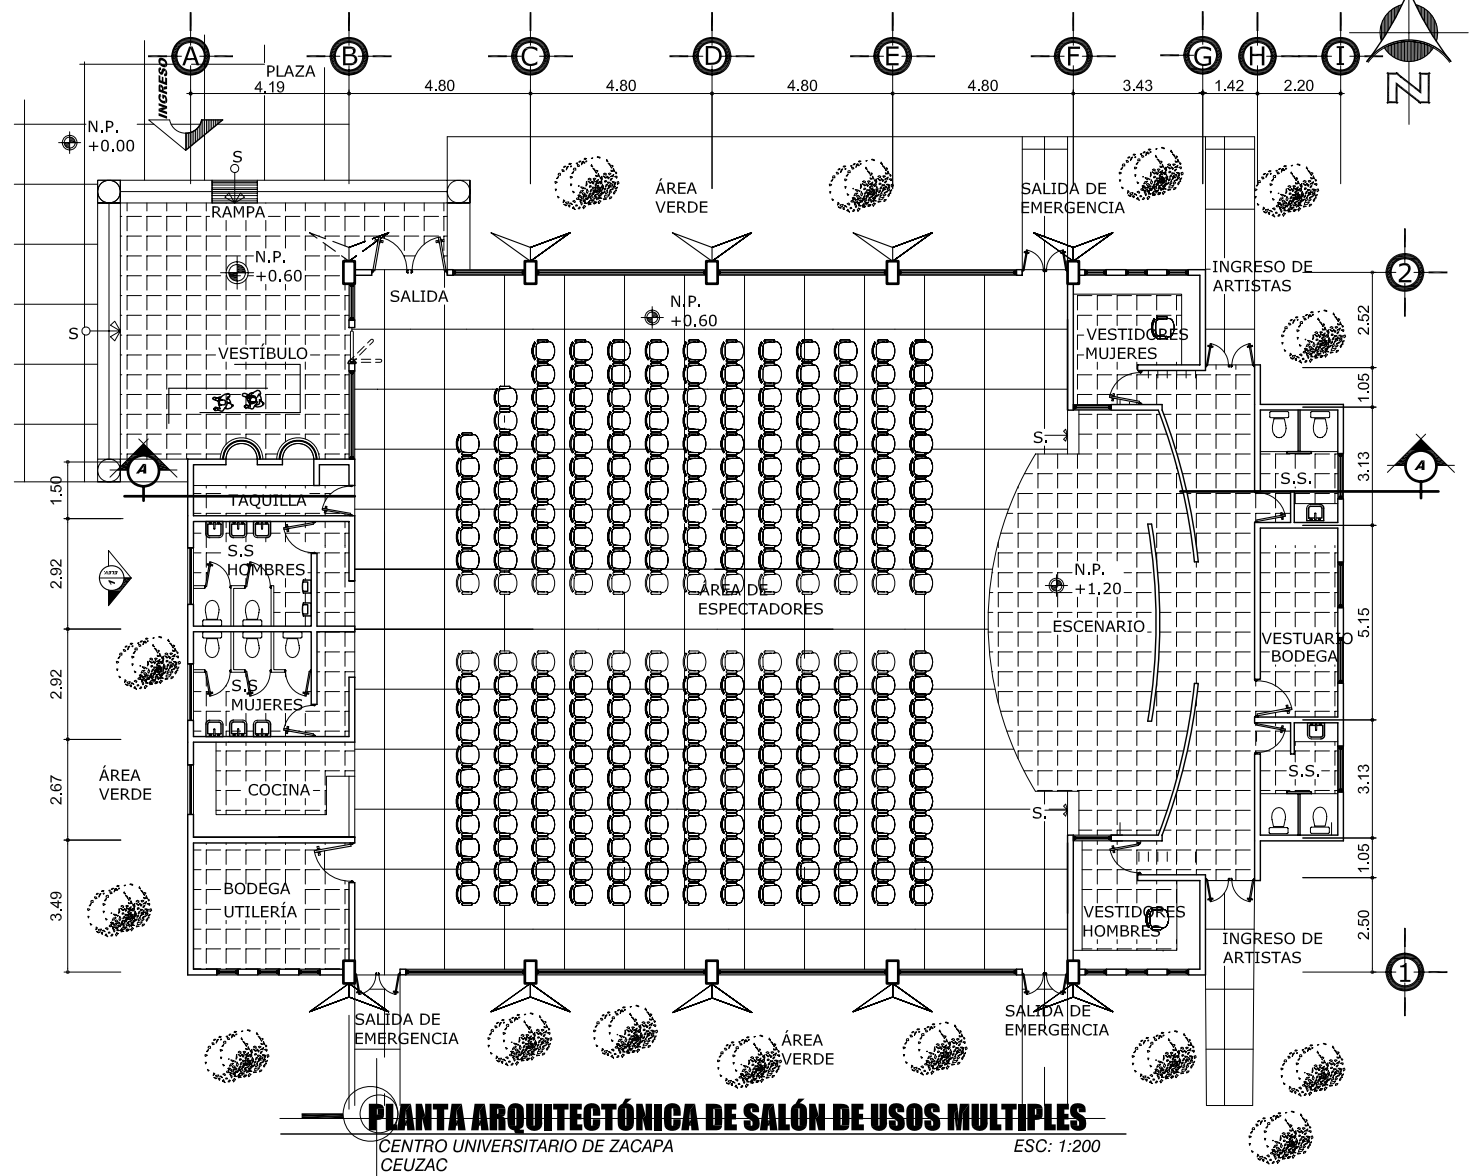 A B C D E F G H I
PLAZA
4.19 4.80 4.80 4.80 4.80 3.43 1.42 2.20
N
INGRESO
N.P.
+0.00
S
RAMPA
ÁREA
VERDE
SALIDA DE
EMERGENCIA
N.P.
+0.60
INGRESO DE
ARTISTAS
2
SALIDA
N.P.
+0.60
S
VESTÍBULO
VESTIDORES
MUJERES
2.52
1.05
S.
A
A
3.13
S.S.
1.50
TAQUILLA
S.S
HOMBRES
2.92
ÁREA DE
ESPECTADORES
N.P.
+1.20
ESCENARIO
VESTUARIO
BODEGA
5.15
2.92
S.S
MUJERES
ÁREA
VERDE
2.67
COCINA
S.S.
3.13
S.
1.05
BODEGA
UTILERÍA
3.49
VESTIDORES
HOMBRES
2.50
INGRESO DE
ARTISTAS
1
SALIDA DE
EMERGENCIA
SALIDA DE
EMERGENCIA
ÁREA
VERDE
PLANTA ARQUITECTÓNICA DE SALÓN DE USOS MULTIPLES
CENTRO UNIVERSITARIO DE ZACAPA
ESC: 1:200
CEUZAC